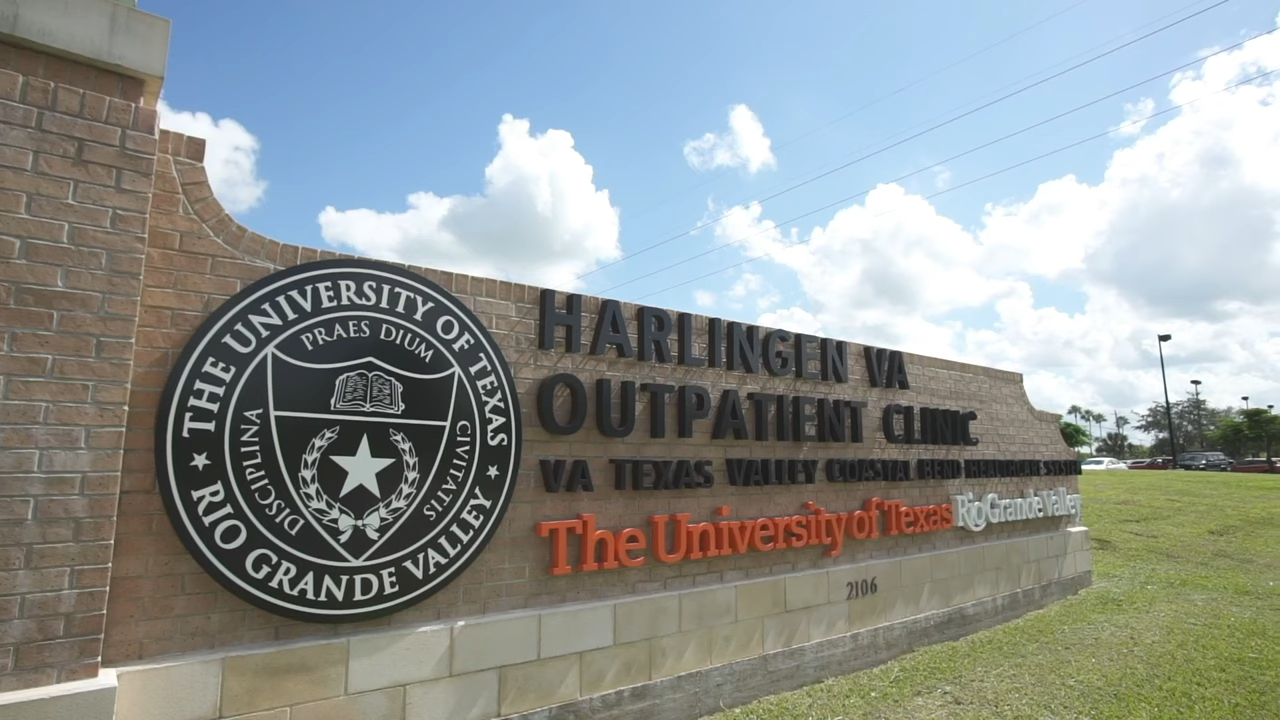 THE UNIVERSITY OF TEXAS
RIO GRANDE VALLEY
PRAES DIUM
DISCIPLINA
CIVITATIS
HARLINGEN VA
OUTPATIENT CLINIC
VA TEXAS VALLEY COASTAL BEND HEALTHCARE SYSTEM
The University of Texas RioGrande Valley
2106